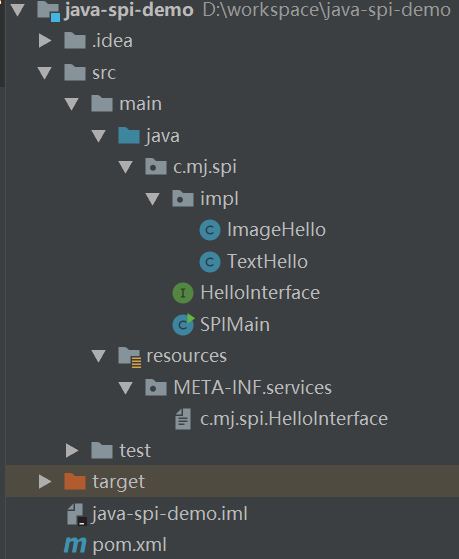 java-spi-demo D:\workspace\java-spi-demo
.idea
src
main
java
c.mj.spi
impl
ImageHello
TextHello
HelloInterface
SPIMain
resources
META-INF.services
c.mj.spi.HelloInterface
test
target
java-spi-demo.iml
pom.xml